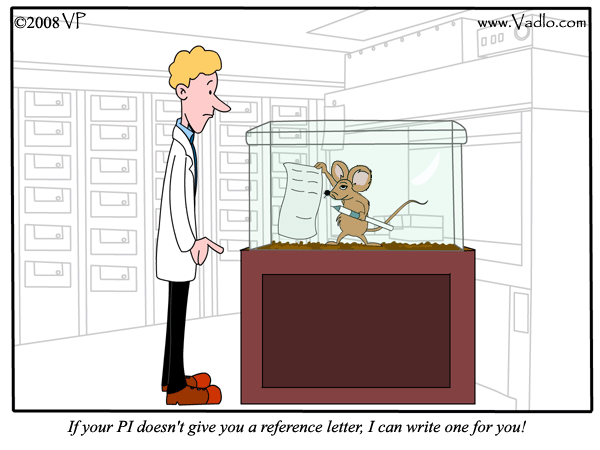 ©2008 VP
www.Vadlo.com
If your PI doesn't give you a reference letter, I can write one for you!